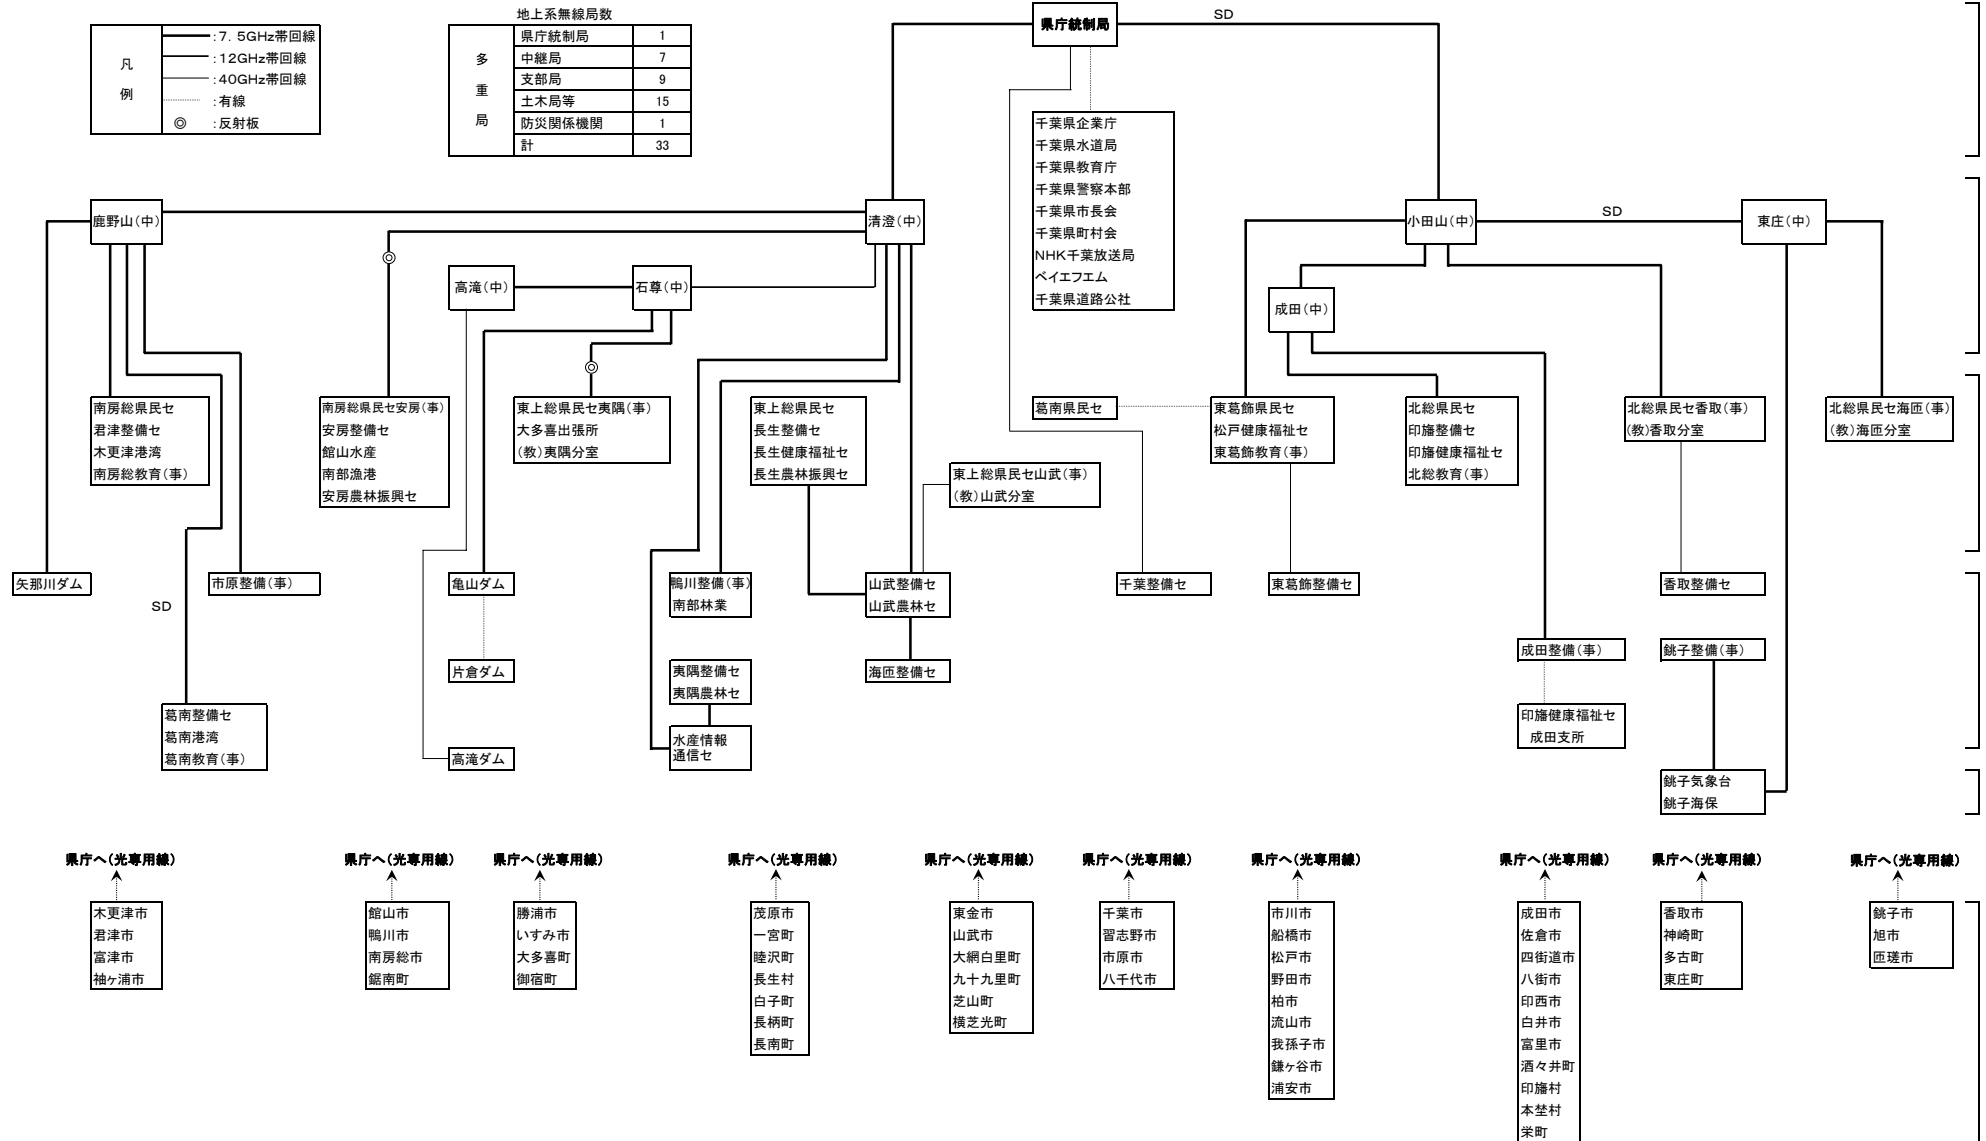 地上系無線局数
凡例
:7.5GHz帯回線
:12GHz帯回線
:40GHz帯回線
:有線
◎ :反射板
多重局
県庁統制局 1
中継局 7
支部局 9
土木局等 15
防災関係機関 1
計 33
県庁統制局
SD
千葉県企業庁
千葉県水道局
千葉県教育庁
千葉県警察本部
千葉県市長会
千葉県町村会
NHK千葉放送局
ベイエフエム
千葉県道路公社
鹿野山(中)
清澄(中)
小田山(中)
SD
東庄(中)
高滝(中)
石尊(中)
成田(中)
◎
◎
南房総県民セ
君津整備セ
木更津港湾
南房総教育(事)
南房総県民セ安房(事)
安房整備セ
館山水産
南部漁港
安房農林振興セ
東上総県民セ夷隅(事)
大多喜出張所
(教)夷隅分室
東上総県民セ
長生整備セ
長生健康福祉セ
長生農林振興セ
東上総県民セ山武(事)
(教)山武分室
葛南県民セ
東葛飾県民セ
松戸健康福祉セ
東葛飾教育(事)
北総県民セ
印旛整備セ
印旛健康福祉セ
北総教育(事)
北総県民セ香取(事)
(教)香取分室
北総県民セ海匝(事)
(教)海匝分室
矢那川ダム
SD
市原整備(事)
亀山ダム
鴨川整備(事)
南部林業
山武整備セ
山武農林セ
千葉整備セ
東葛飾整備セ
香取整備セ
片倉ダム
夷隅整備セ
夷隅農林セ
海匝整備セ
成田整備(事)
銚子整備(事)
葛南整備セ
葛南港湾
葛南教育(事)
高滝ダム
水産情報
通信セ
印旛健康福祉セ
成田支所
銚子気象台
銚子海保
県庁へ(光専用線)
木更津市
君津市
富津市
袖ヶ浦市
県庁へ(光専用線)
館山市
鴨川市
南房総市
鋸南町
県庁へ(光専用線)
勝浦市
いすみ市
大多喜町
御宿町
県庁へ(光専用線)
茂原市
一宮町
睦沢町
長生村
白子町
長柄町
長南町
県庁へ(光専用線)
東金市
山武市
大網白里町
九十九里町
芝山町
横芝光町
県庁へ(光専用線)
千葉市
習志野市
市原市
八千代市
県庁へ(光専用線)
市川市
船橋市
松戸市
野田市
柏市
流山市
我孫子市
鎌ヶ谷市
浦安市
県庁へ(光専用線)
成田市
佐倉市
四街道市
八街市
印西市
白井市
富里市
酒々井町
印旛村
本埜村
栄町
県庁へ(光専用線)
香取市
神崎町
多古町
東庄町
県庁へ(光専用線)
銚子市
旭市
匝瑳市